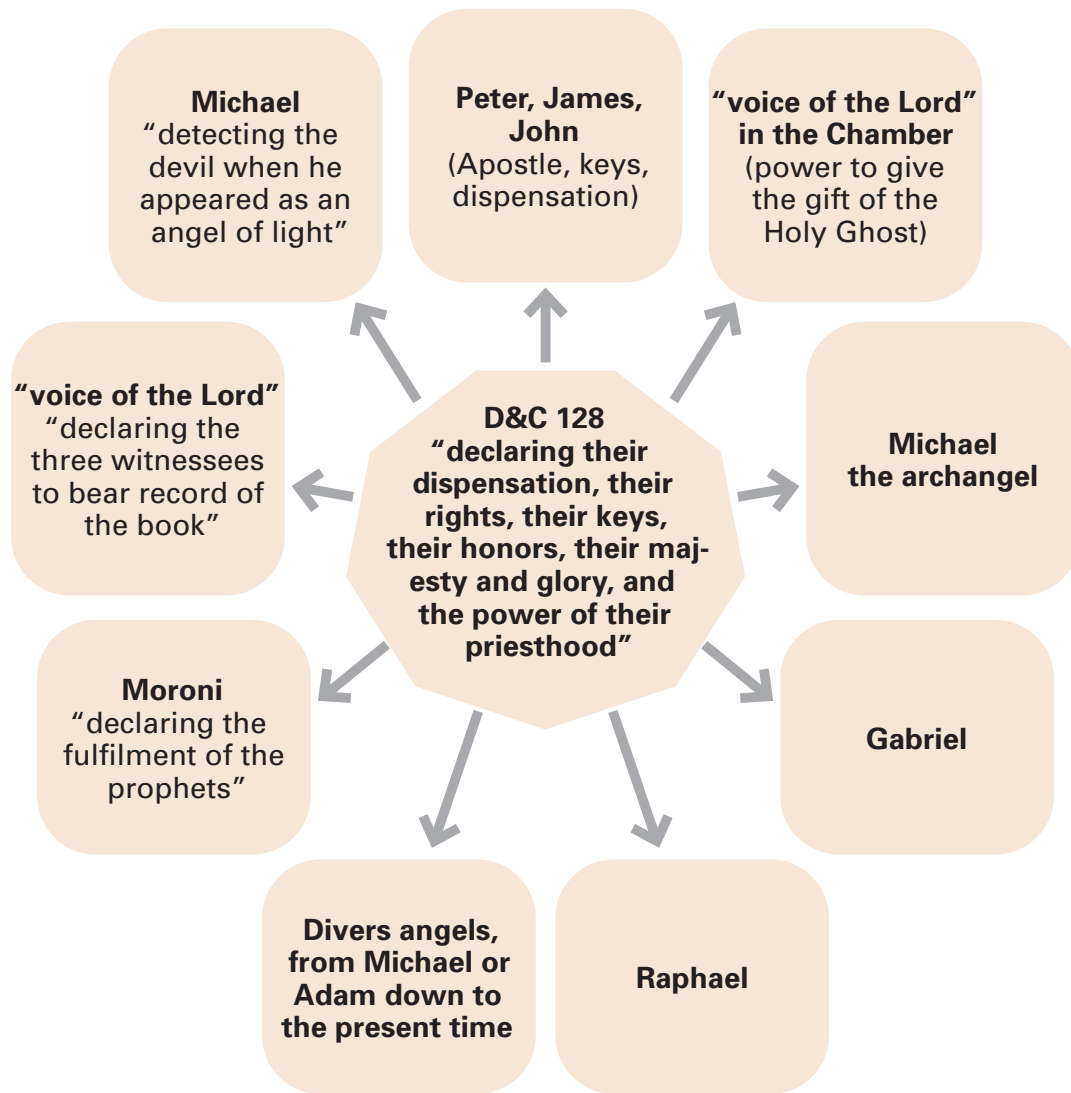 Michael
“detecting the
devil when he
appeared as an
angel of light”
Peter, James,
John
(Apostle, keys,
dispensation)
“voice of the Lord”
in the Chamber
(power to give
the gift of the
Holy Ghost)
“voice of the Lord”
“declaring the
three witnessees
to bear record of
the book”
D&C 128
“declaring their
dispensation, their
rights, their keys,
their honors, their maj-
esty and glory, and
the power of their
priesthood”
Michael
the archangel
Moroni
“declaring the
fulfilment of the
prophets”
Gabriel
Divers angels,
from Michael or
Adam down to
the present time
Raphael